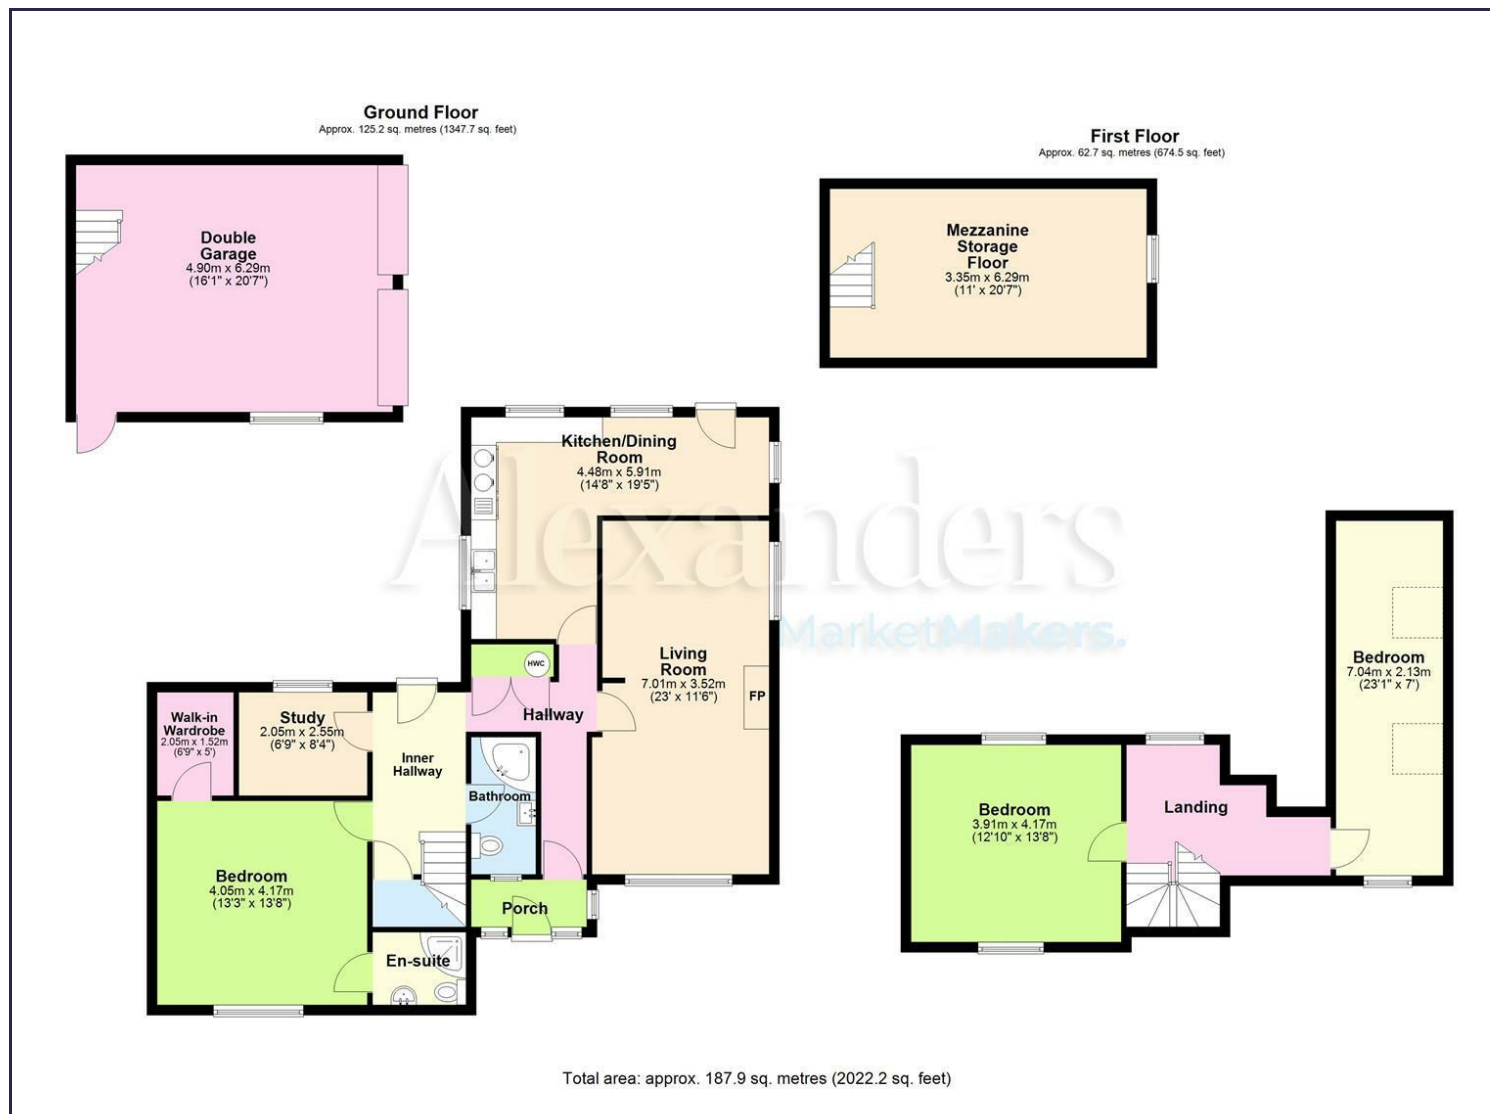 Ground Floor
Approx. 125.2 sq. metres (1347.7 sq. feet)
First Floor
Approx. 62.7 sq. metres (674.5 sq. feet)
Double
Garage
4.90m x 6.29m
(16'1" x 20'7")
Mezzanine
Storage
Floor
3.35m x 6.29m
(11' x 20'7")
Kitchen/Dining
Room
4.48m x 5.91m
(14'8" x 19'5")
Alexanders
MarketMakers.
Living
Room
7.01m x 3.52m
(23' x 11'6")
FP
HWC
Hallway
Walk-in
Wardrobe
2.05m x 1.52m
(6'9" x 5')
Study
2.05m x 2.55m
(6'9" x 8'4")
Inner
Hallway
Bathroom
Bedroom
4.05m x 4.17m
(13'3" x 13'8")
Porch
En-suite
Bedroom
7.04m x 2.13m
(23'1" x 7')
Bedroom
3.91m x 4.17m
(12'10" x 13'8")
Landing
Total area: approx. 187.9 sq. metres (2022.2 sq. feet)